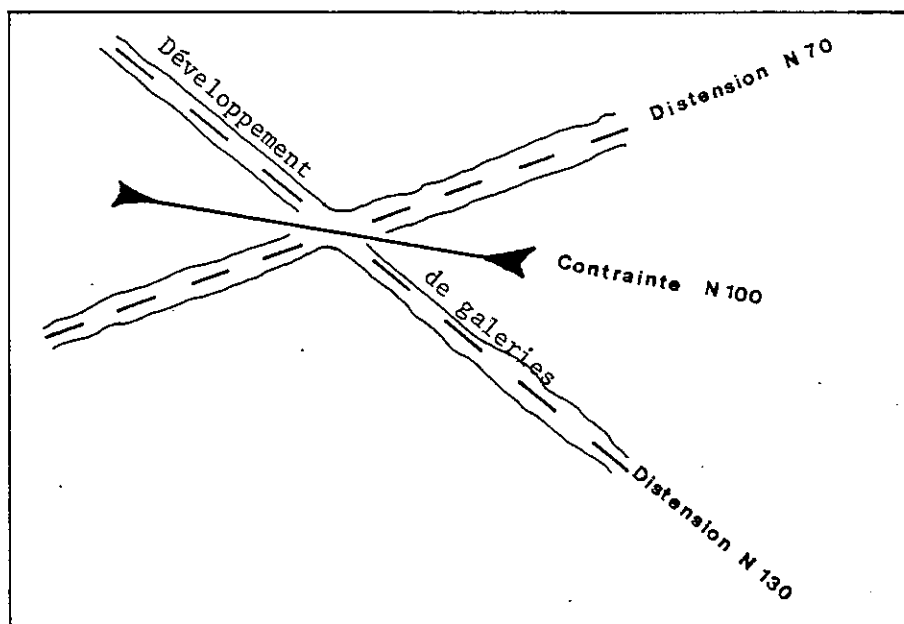 Développement
de galeries
Distension N 70
Contrainte N 100
Distension N 130